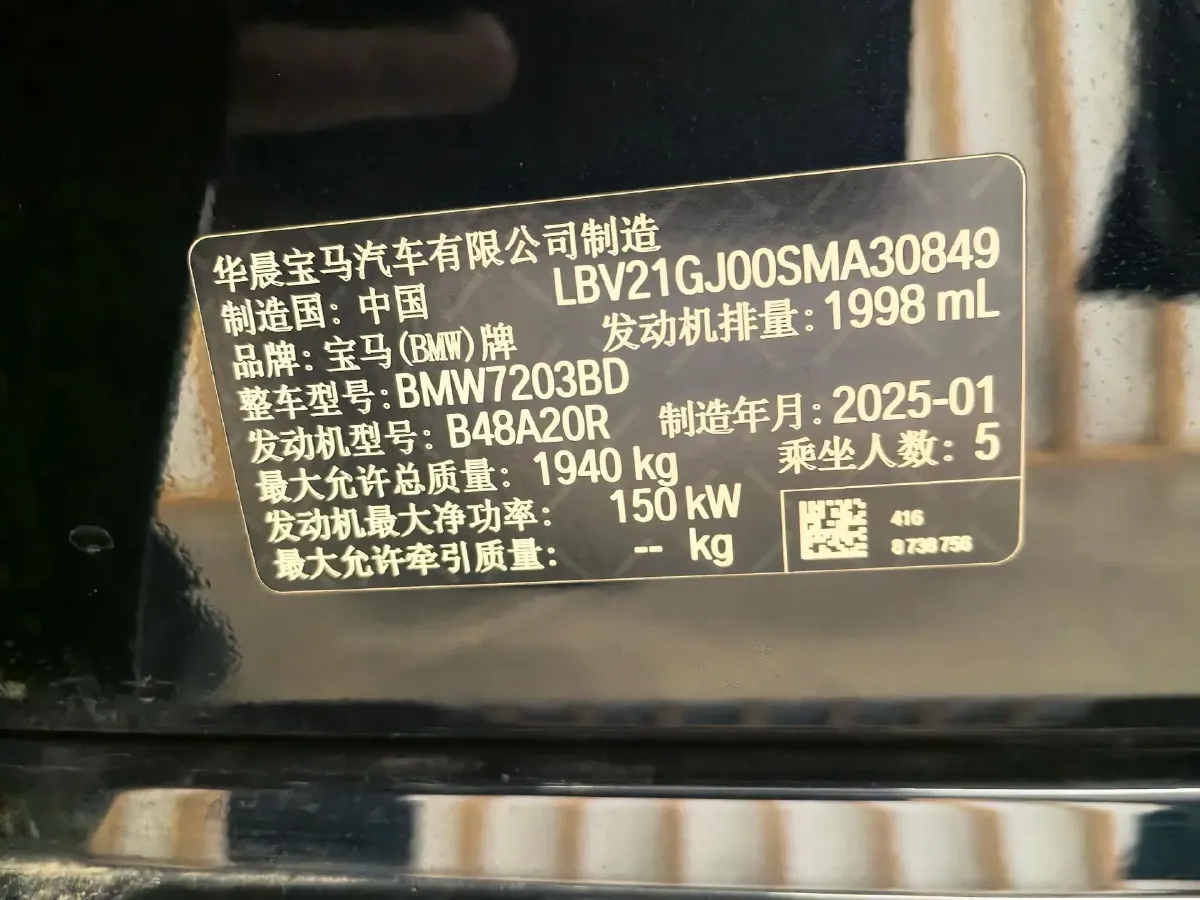 华晨宝马汽车有限公司制造
LBV21GJ00SMA30849
制造国：中国
发动机排量：1998 mL
品牌：宝马(BMW)牌
整车型号：BMW7203BD
发动机型号：B48A20R 制造年月：2025-01
最大允许总质量：1940 kg 乘坐人数：5
发动机最大净功率：150 kW
最大允许牵引质量：-- kg
416
8738756